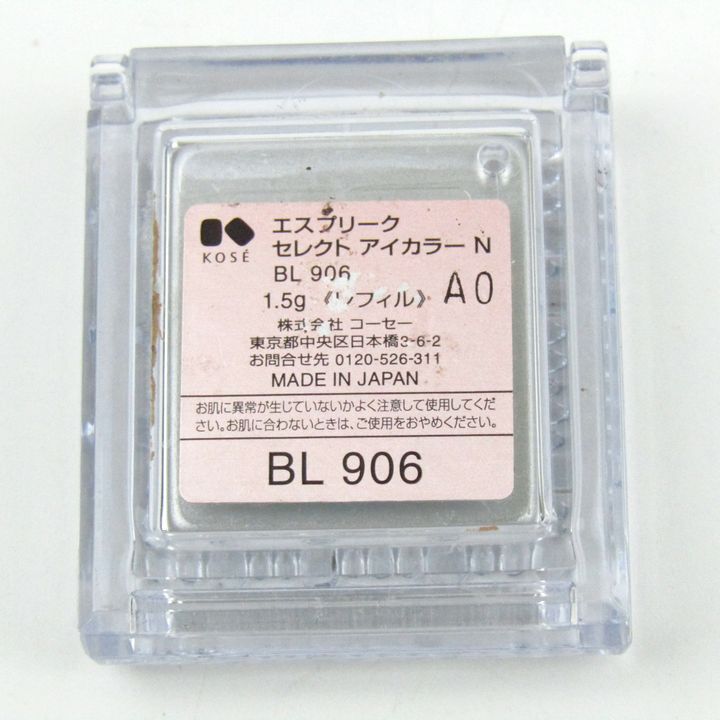 KOSÉ
エスプリーク
セレクト アイカラー N
BL 906
1.5g 《レフィル》 A0
株式会社 コーセー
東京都中央区日本橋3-6-2
お問合せ先 0120-526-311
MADE IN JAPAN
お肌に異常が生じていないかよく注意して使用してくだ
さい。お肌に合わないときは、ご使用をおやめください。
BL 906